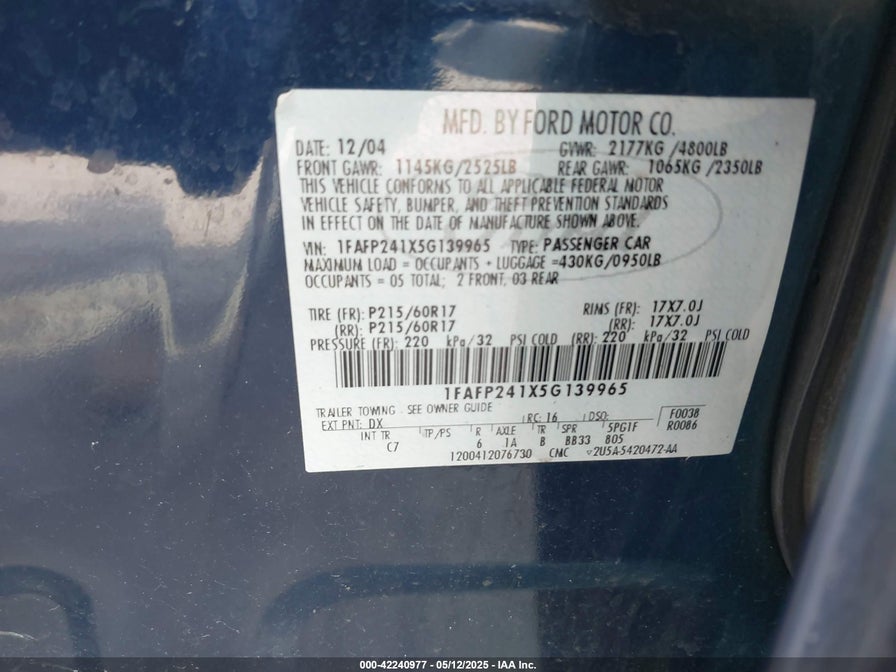 MFD. BY FORD MOTOR CO.
DATE: 12/04 GVWR: 2177KG /4800LB
FRONT GAWR: 1145KG/2525LB REAR GAWR: 1065KG /2350LB
THIS VEHICLE CONFORMS TO ALL APPLICABLE FEDERAL MOTOR
VEHICLE SAFETY, BUMPER, AND THEFT PREVENTION STANDARDS
IN EFFECT ON THE DATE OF MANUFACTURE SHOWN ABOVE.
VIN: 1FAFP241X5G139965 TYPE: PASSENGER CAR
MAXIMUM LOAD = OCCUPANTS + LUGGAGE =430KG/0950LB
OCCUPANTS = 05 TOTAL; 2 FRONT, 03 REAR
TIRE (FR): P215/60R17 RIMS (FR): 17X7.0J
(RR): P215/60R17 (RR): 17X7.0J
PRESSURE (FR): 220 kPa/32 PSI COLD (RR): 220 kPa/32 PSI COLD
1FAFP241X5G139965
TRAILER TOWING - SEE OWNER GUIDE
EXT PNT: DX RC: 16 DSO: F0038
INT TR TP/PS R AXLE TR SPR 5PG1F R0086
C7 6 1A B BB33 B05
1200412076730 CMC 2U5A-5420472-AA
000-42240977 - 05/12/2025 - IAA Inc.